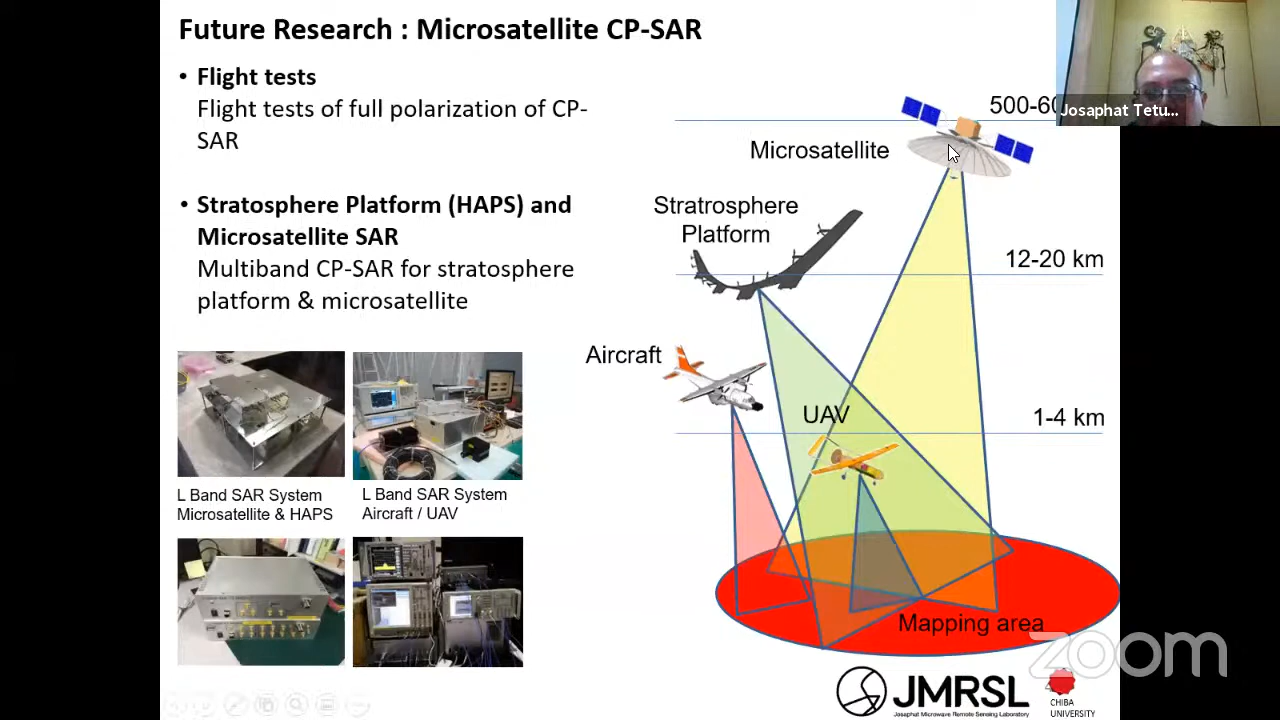 Future Research : Microsatellite CP-SAR
• Flight tests
Flight tests of full polarization of CP-
SAR
• Stratosphere Platform (HAPS) and
Microsatellite SAR
Multiband CP-SAR for stratosphere
platform & microsatellite
L Band SAR System
Microsatellite & HAPS
L Band SAR System
Aircraft / UAV
500-60
Josaphat Tetu...
Microsatellite
Stratrosphere
Platform
12-20 km
Aircraft
UAV
1-4 km
Mapping area
zoom
JMRSL
Josaphat Microwave Remote Sensing Laboratory
CHIBA
UNIVERSITY